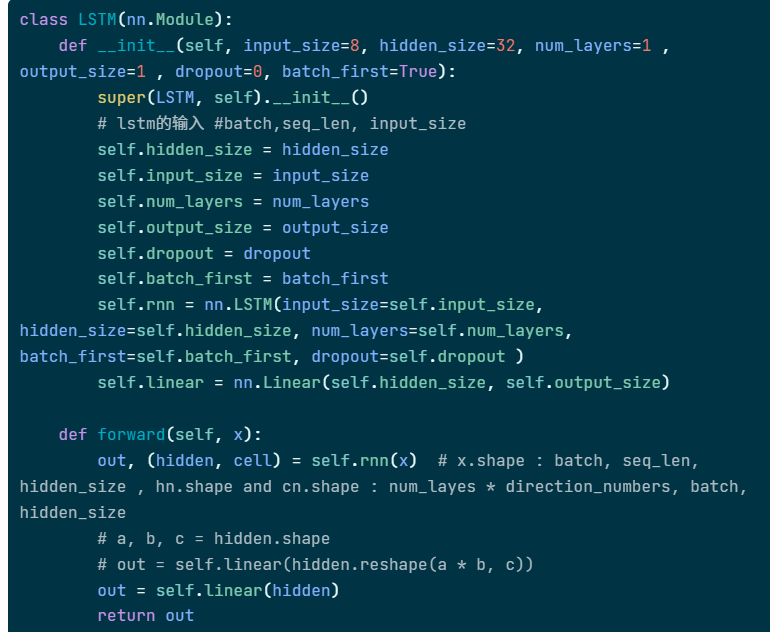 class LSTM(nn.Module):
    def __init__(self, input_size=8, hidden_size=32, num_layers=1 ,
output_size=1 , dropout=0, batch_first=True):
        super(LSTM, self).__init__()
        # lstm的输入 #batch,seq_len, input_size
        self.hidden_size = hidden_size
        self.input_size = input_size
        self.num_layers = num_layers
        self.output_size = output_size
        self.dropout = dropout
        self.batch_first = batch_first
        self.rnn = nn.LSTM(input_size=self.input_size,
hidden_size=self.hidden_size, num_layers=self.num_layers,
batch_first=self.batch_first, dropout=self.dropout )
        self.linear = nn.Linear(self.hidden_size, self.output_size)

    def forward(self, x):
        out, (hidden, cell) = self.rnn(x)  # x.shape : batch, seq_len,
hidden_size , hn.shape and cn.shape : num_layes * direction_numbers, batch,
hidden_size
        # a, b, c = hidden.shape
        # out = self.linear(hidden.reshape(a * b, c))
        out = self.linear(hidden)
        return out